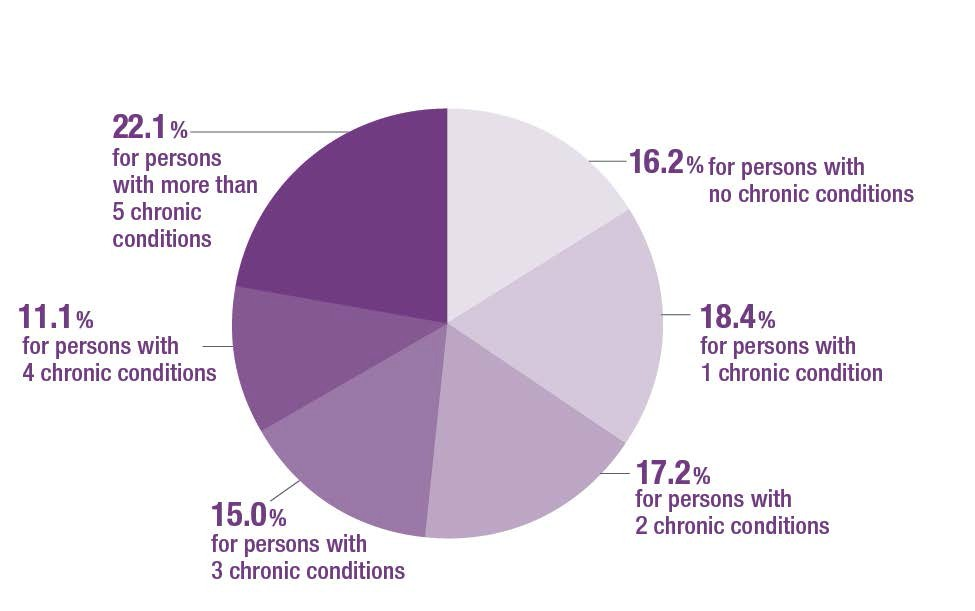 22.1%
for persons
with more than
5 chronic
conditions
16.2% for persons with
no chronic conditions
11.1%
for persons with
4 chronic conditions
18.4%
for persons with
1 chronic condition
17.2%
for persons with
2 chronic conditions
15.0%
for persons with
3 chronic conditions